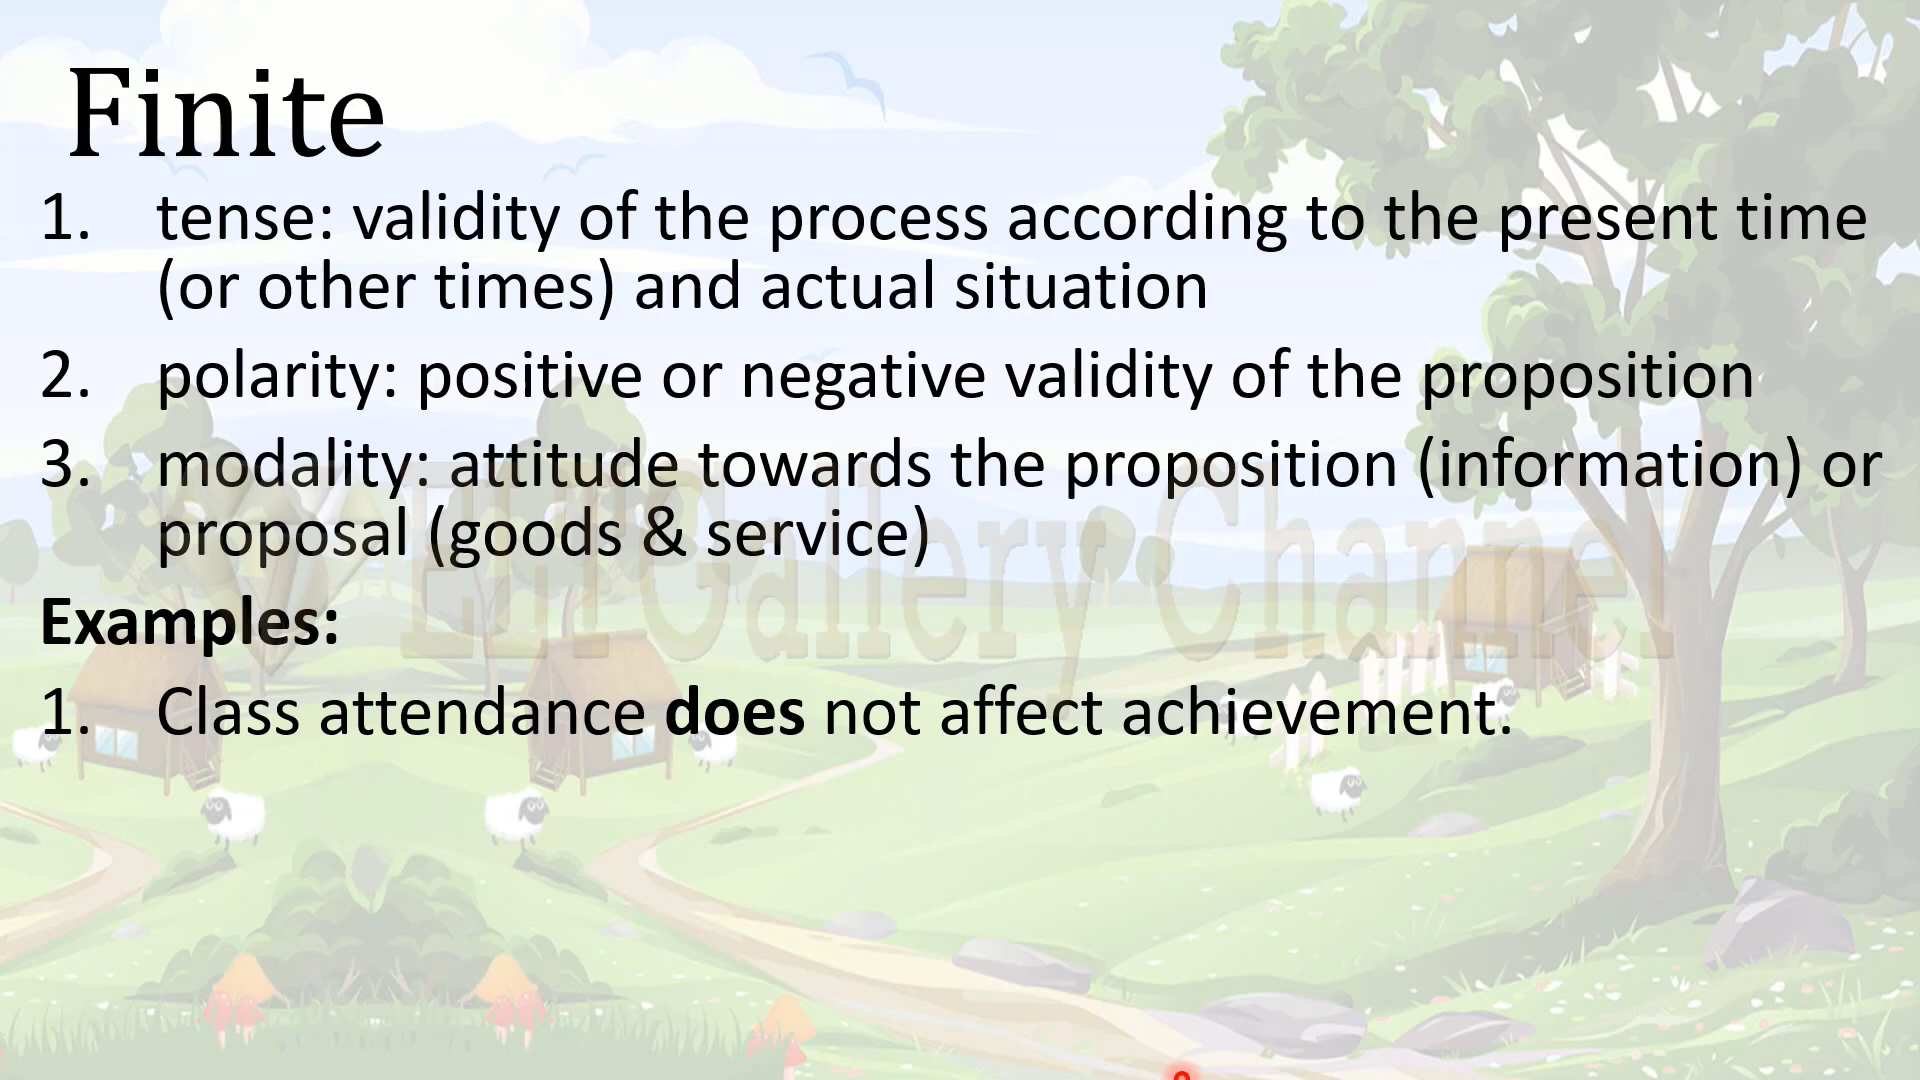 Finite
1. tense: validity of the process according to the present time
(or other times) and actual situation
2. polarity: positive or negative validity of the proposition
3. modality: attitude towards the proposition (information) or
proposal (goods & service)
Examples:
1. Class attendance does not affect achievement.